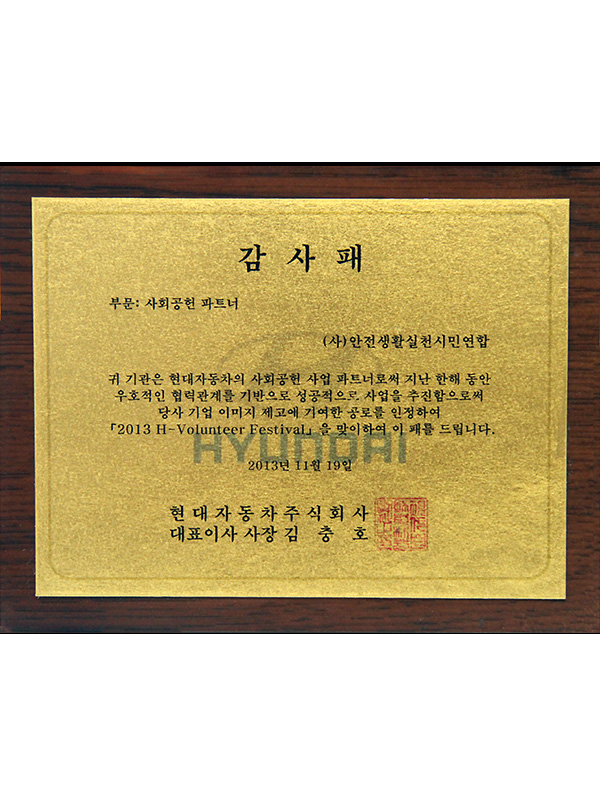 감 사 패
부문: 사회공헌 파트너
(사)안전생활실천시민연합
귀 기관은 현대자동차의 사회공헌 사업 파트너로써 지난 한해 동안
우호적인 협력관계를 기반으로 성공적으로 사업을 추진함으로써
당사 기업 이미지 제고에 기여한 공로를 인정하여
「2013 H-Volunteer Festival」을 맞이하여 이 패를 드립니다.
HYUNDAI
2013년 11월 19일
현대자동차주식회사
대표이사 사장 김 충 호